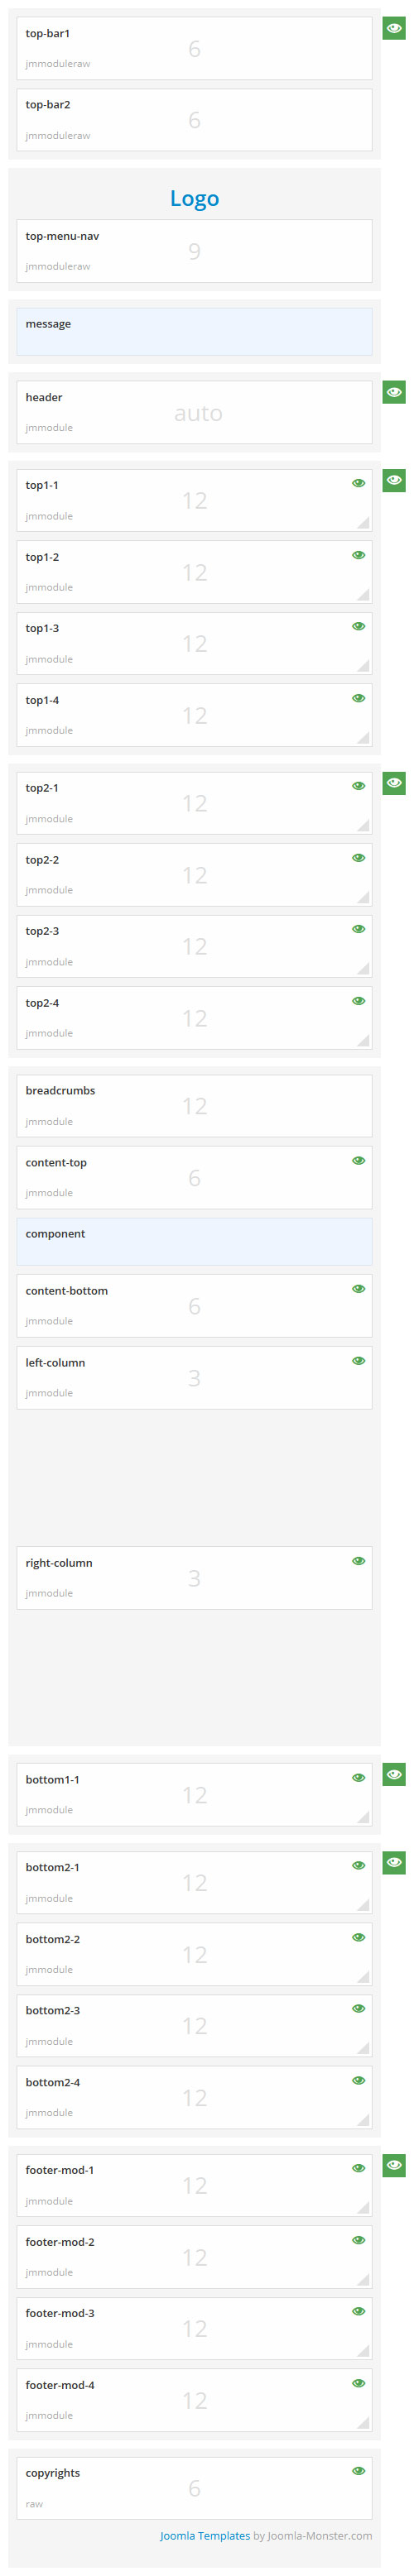 top-bar1
6
jmmoduleraw
top-bar2
6
jmmoduleraw
Logo
top-menu-nav
9
jmmoduleraw
message
header
auto
jmmodule
top1-1
12
jmmodule
top1-2
12
jmmodule
top1-3
12
jmmodule
top1-4
12
jmmodule
top2-1
12
jmmodule
top2-2
12
jmmodule
top2-3
12
jmmodule
top2-4
12
jmmodule
breadcrumbs
12
jmmodule
content-top
6
jmmodule
component
content-bottom
6
jmmodule
left-column
3
jmmodule
right-column
3
jmmodule
bottom1-1
12
jmmodule
bottom2-1
12
jmmodule
bottom2-2
12
jmmodule
bottom2-3
12
jmmodule
bottom2-4
12
jmmodule
footer-mod-1
12
jmmodule
footer-mod-2
12
jmmodule
footer-mod-3
12
jmmodule
footer-mod-4
12
jmmodule
copyrights
6
raw
Joomla Templates by Joomla-Monster.com